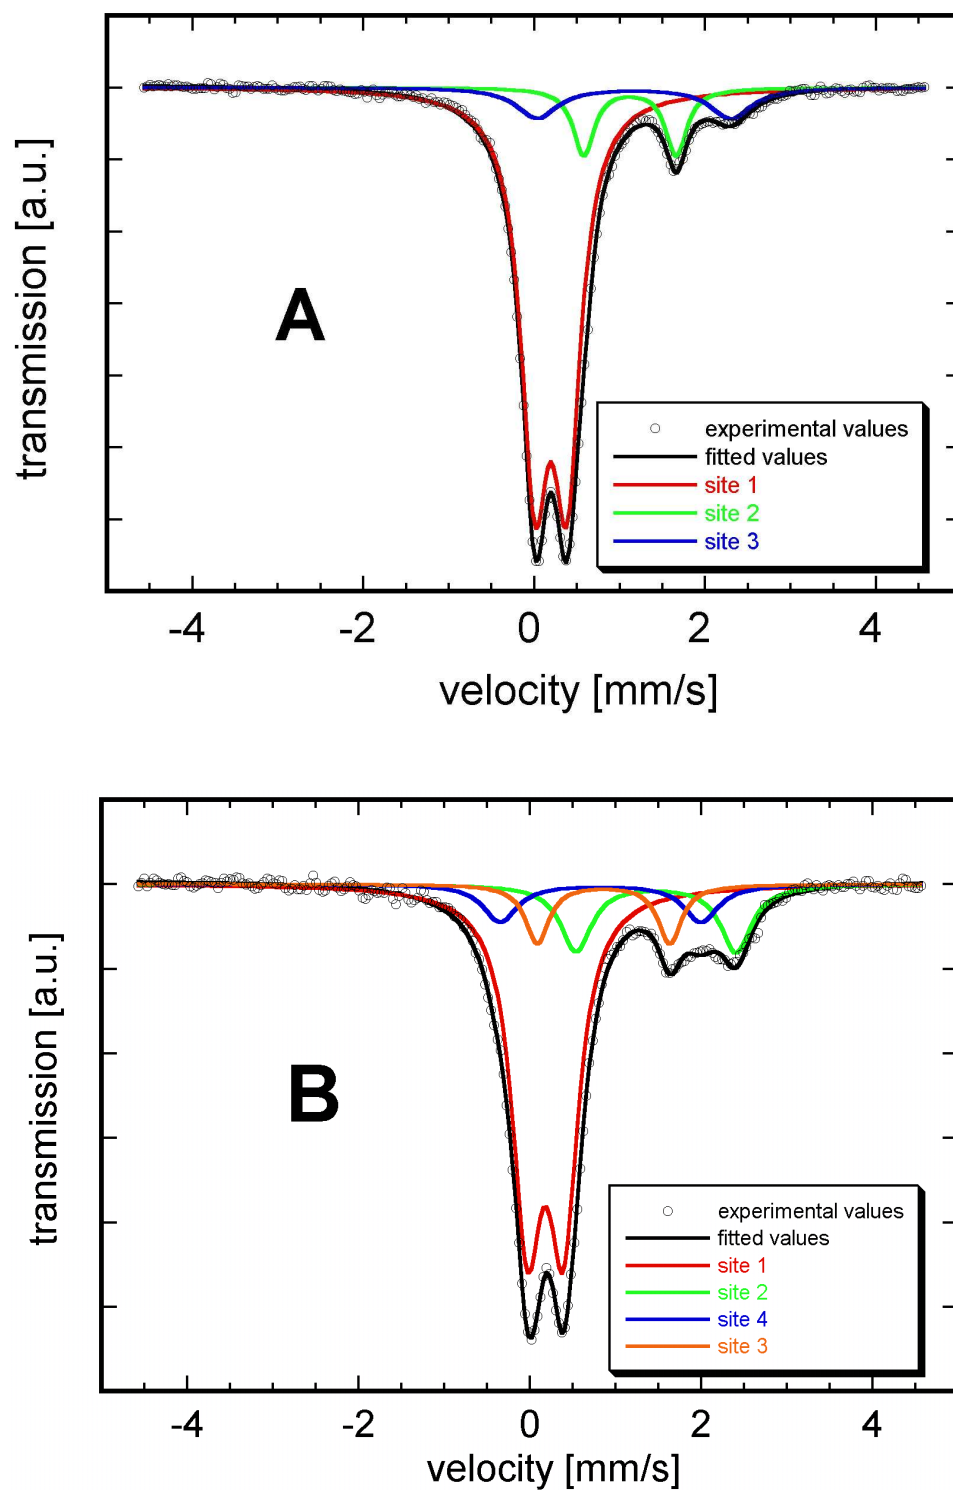 transmission [a.u.]
A
experimental values
fitted values
site 1
site 2
site 3
-4 -2 0 2 4
velocity [mm/s]
transmission [a.u.]
B
experimental values
fitted values
site 1
site 2
site 4
site 3
-4 -2 0 2 4
velocity [mm/s]